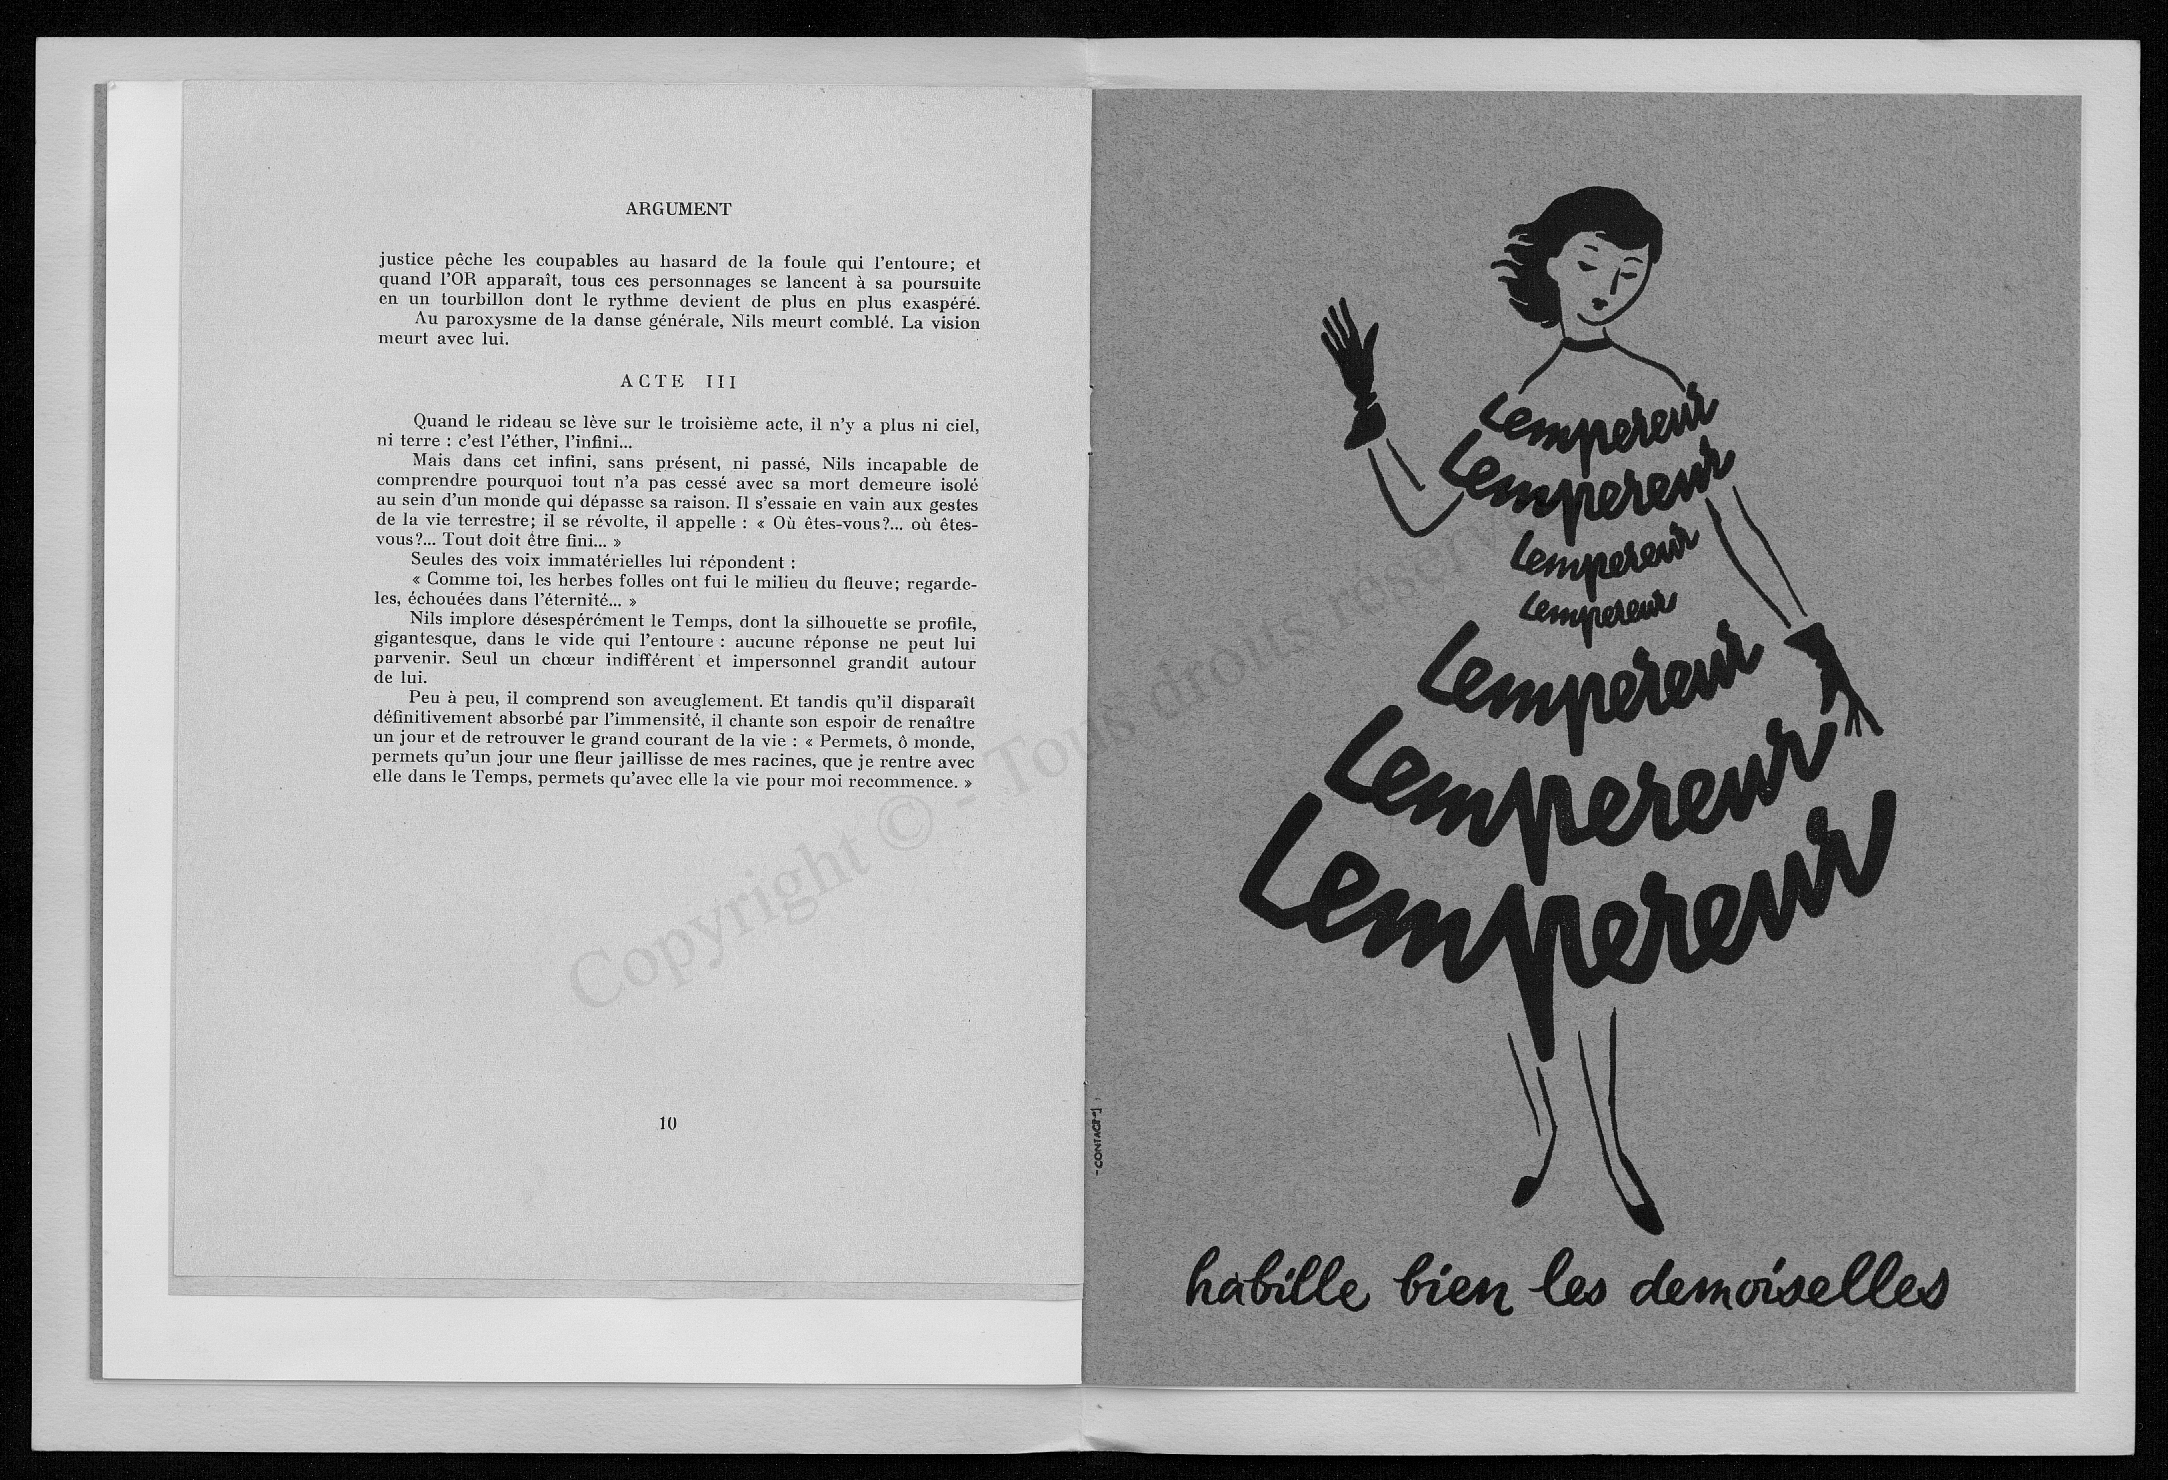 ARGUMENT
justice pêche les coupables au hasard de la foule qui l'entoure; et
quand l'OR apparaît, tous ces personnages se lancent à sa poursuite
en un tourbillon dont le rythme devient de plus en plus exaspéré.
Au paroxysme de la danse générale, Nils meurt comblé. La vision
meurt avec lui.
ACTE III
Quand le rideau se lève sur le troisième acte, il n'y a plus ni ciel,
ni terre : c'est l'éther, l'infini...
Mais dans cet infini, sans présent, ni passé, Nils incapable de
comprendre pourquoi tout n'a pas cessé avec sa mort demeure isolé
au sein d'un monde qui dépasse sa raison. Il s'essaie en vain aux gestes
de la vie terrestre; il se révolte, il appelle : « Où êtes-vous?... où êtes-
vous?... Tout doit être fini... »
Seules des voix immatérielles lui répondent :
« Comme toi, les herbes folles ont fui le milieu du fleuve; regarde-
les, échouées dans l'éternité... »
Nils implore désespérément le Temps, dont la silhouette se profile,
gigantesque, dans le vide qui l'entoure : aucune réponse ne peut lui
parvenir. Seul un chœur indifférent et impersonnel grandit autour
de lui.
Peu à peu, il comprend son aveuglement. Et tandis qu'il disparaît
définitivement absorbé par l'immensité, il chante son espoir de renaître
un jour et de retrouver le grand courant de la vie : « Permets, ô monde,
permets qu'un jour une fleur jaillisse de mes racines, que je rentre avec
elle dans le Temps, permets qu'avec elle la vie pour moi recommence. »
10
Copyright © - Tous droits réservé
Lempereur
Lempereur
Lempereur
Lempereur
Lempereur
Lempereur
Lempereur
habille bien les demoiselles